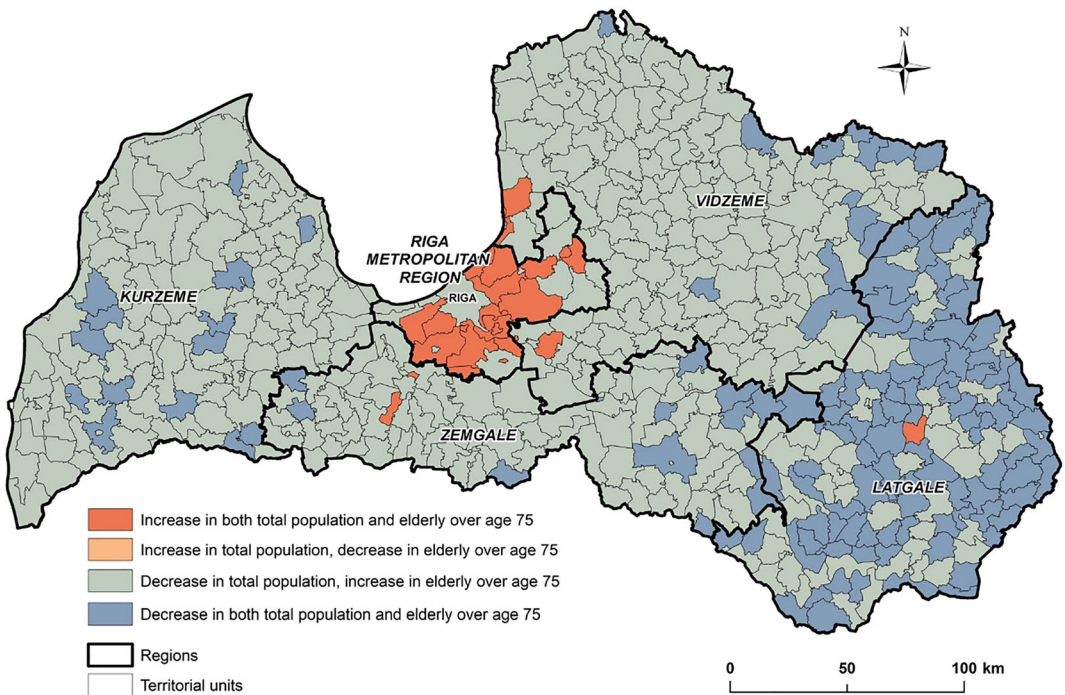 N
VIDZEME
RIGA
METROPOLITAN
REGION
RIGA
KURZEME
ZEMGALE
LATGALE
Increase in both total population and elderly over age 75
Increase in total population, decrease in elderly over age 75
Decrease in total population, increase in elderly over age 75
Decrease in both total population and elderly over age 75
Regions
Territorial units
0 50 100 km